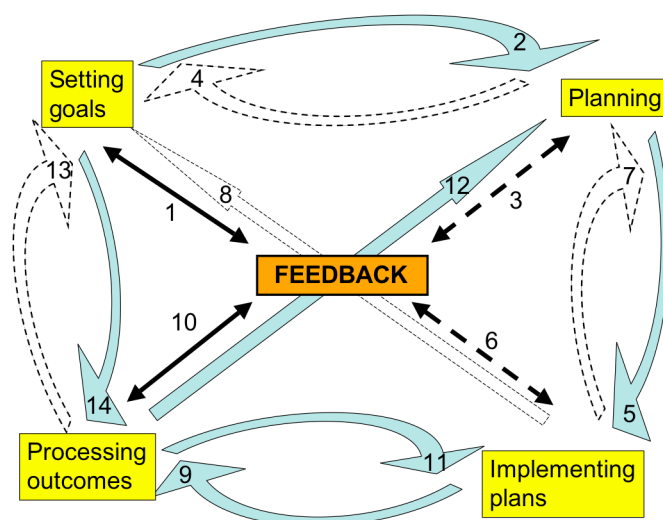 2
4
Setting
goals
Planning
13
8
12
7
1
3
FEEDBACK
10
6
14
5
Processing
outcomes
9
11
Implementing
plans